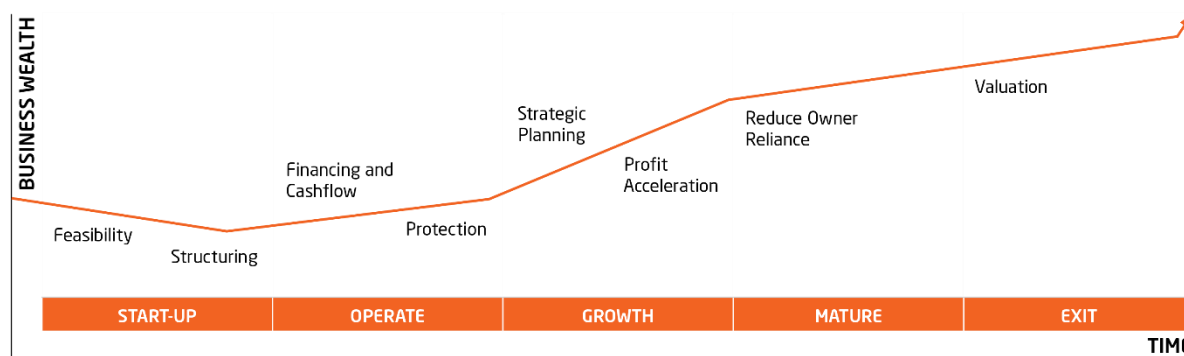 BUSINESS WEALTH
Strategic
Planning
Valuation
Reduce Owner
Reliance
Financing and
Cashflow
Profit
Acceleration
Feasibility
Protection
Structuring
START-UP
OPERATE
GROWTH
MATURE
EXIT
TIM